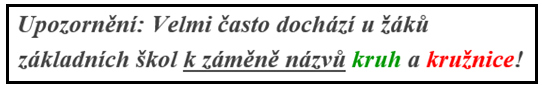 Upozornění: Velmi často dochází u žáků
základních škol k záměně názvů kruh a kružnice!